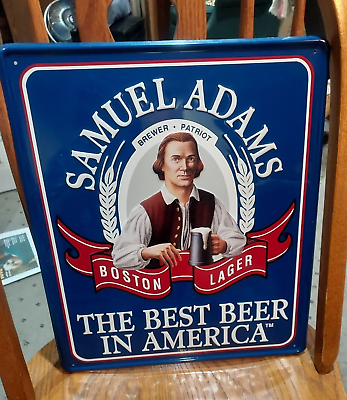 SAMUEL ADAMS
BREWER • PATRIOT
BOSTON LAGER
THE BEST BEER
IN AMERICA™